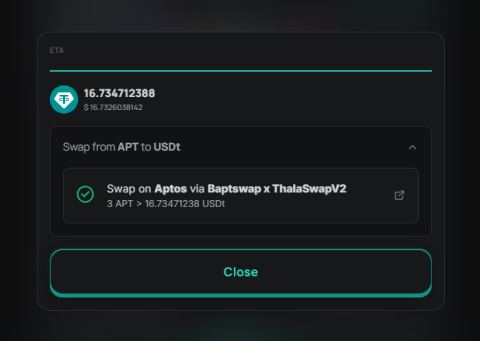 ETA
16.734712388
$16.7326038142
Swap from APT to USDt
Swap on Aptos via Baptswap x ThalaSwapV2
3 APT > 16.73471238 USDt
Close